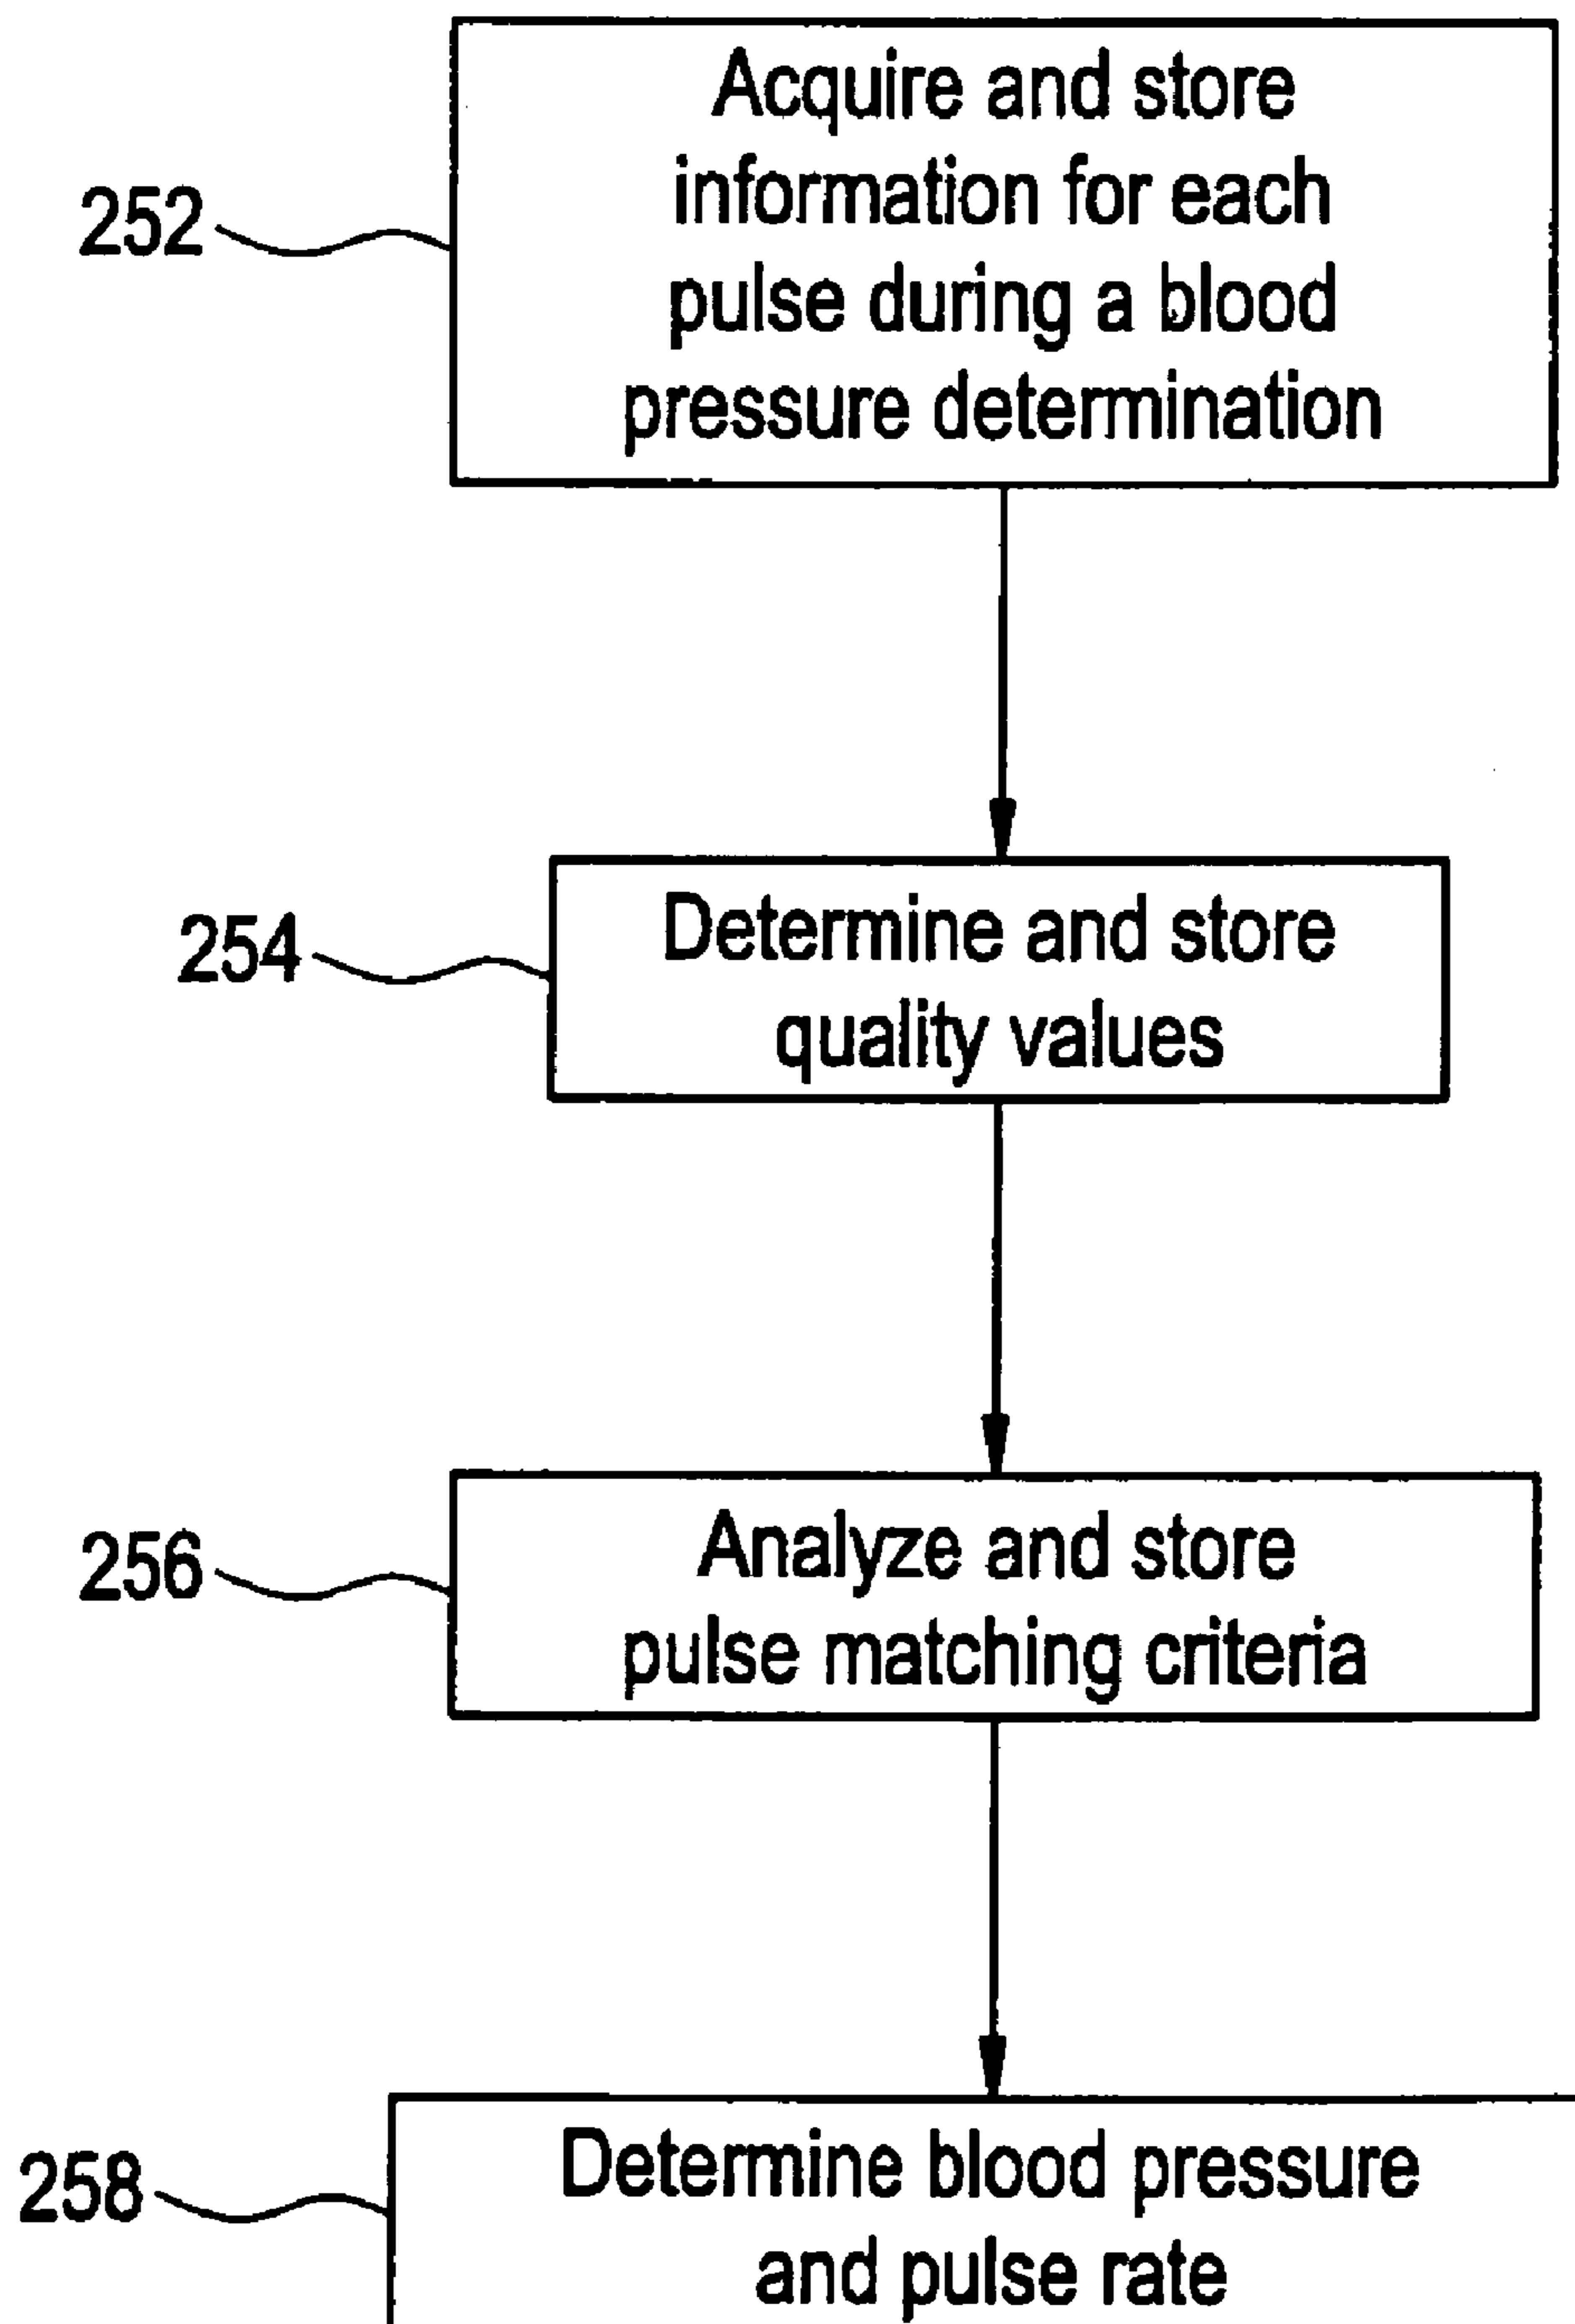 Acquire and store
information for each
pulse during a blood
pressure determination
252
Determine and store
quality values
254
Analyze and store
pulse matching criteria
256
Determine blood pressure
and pulse rate
258